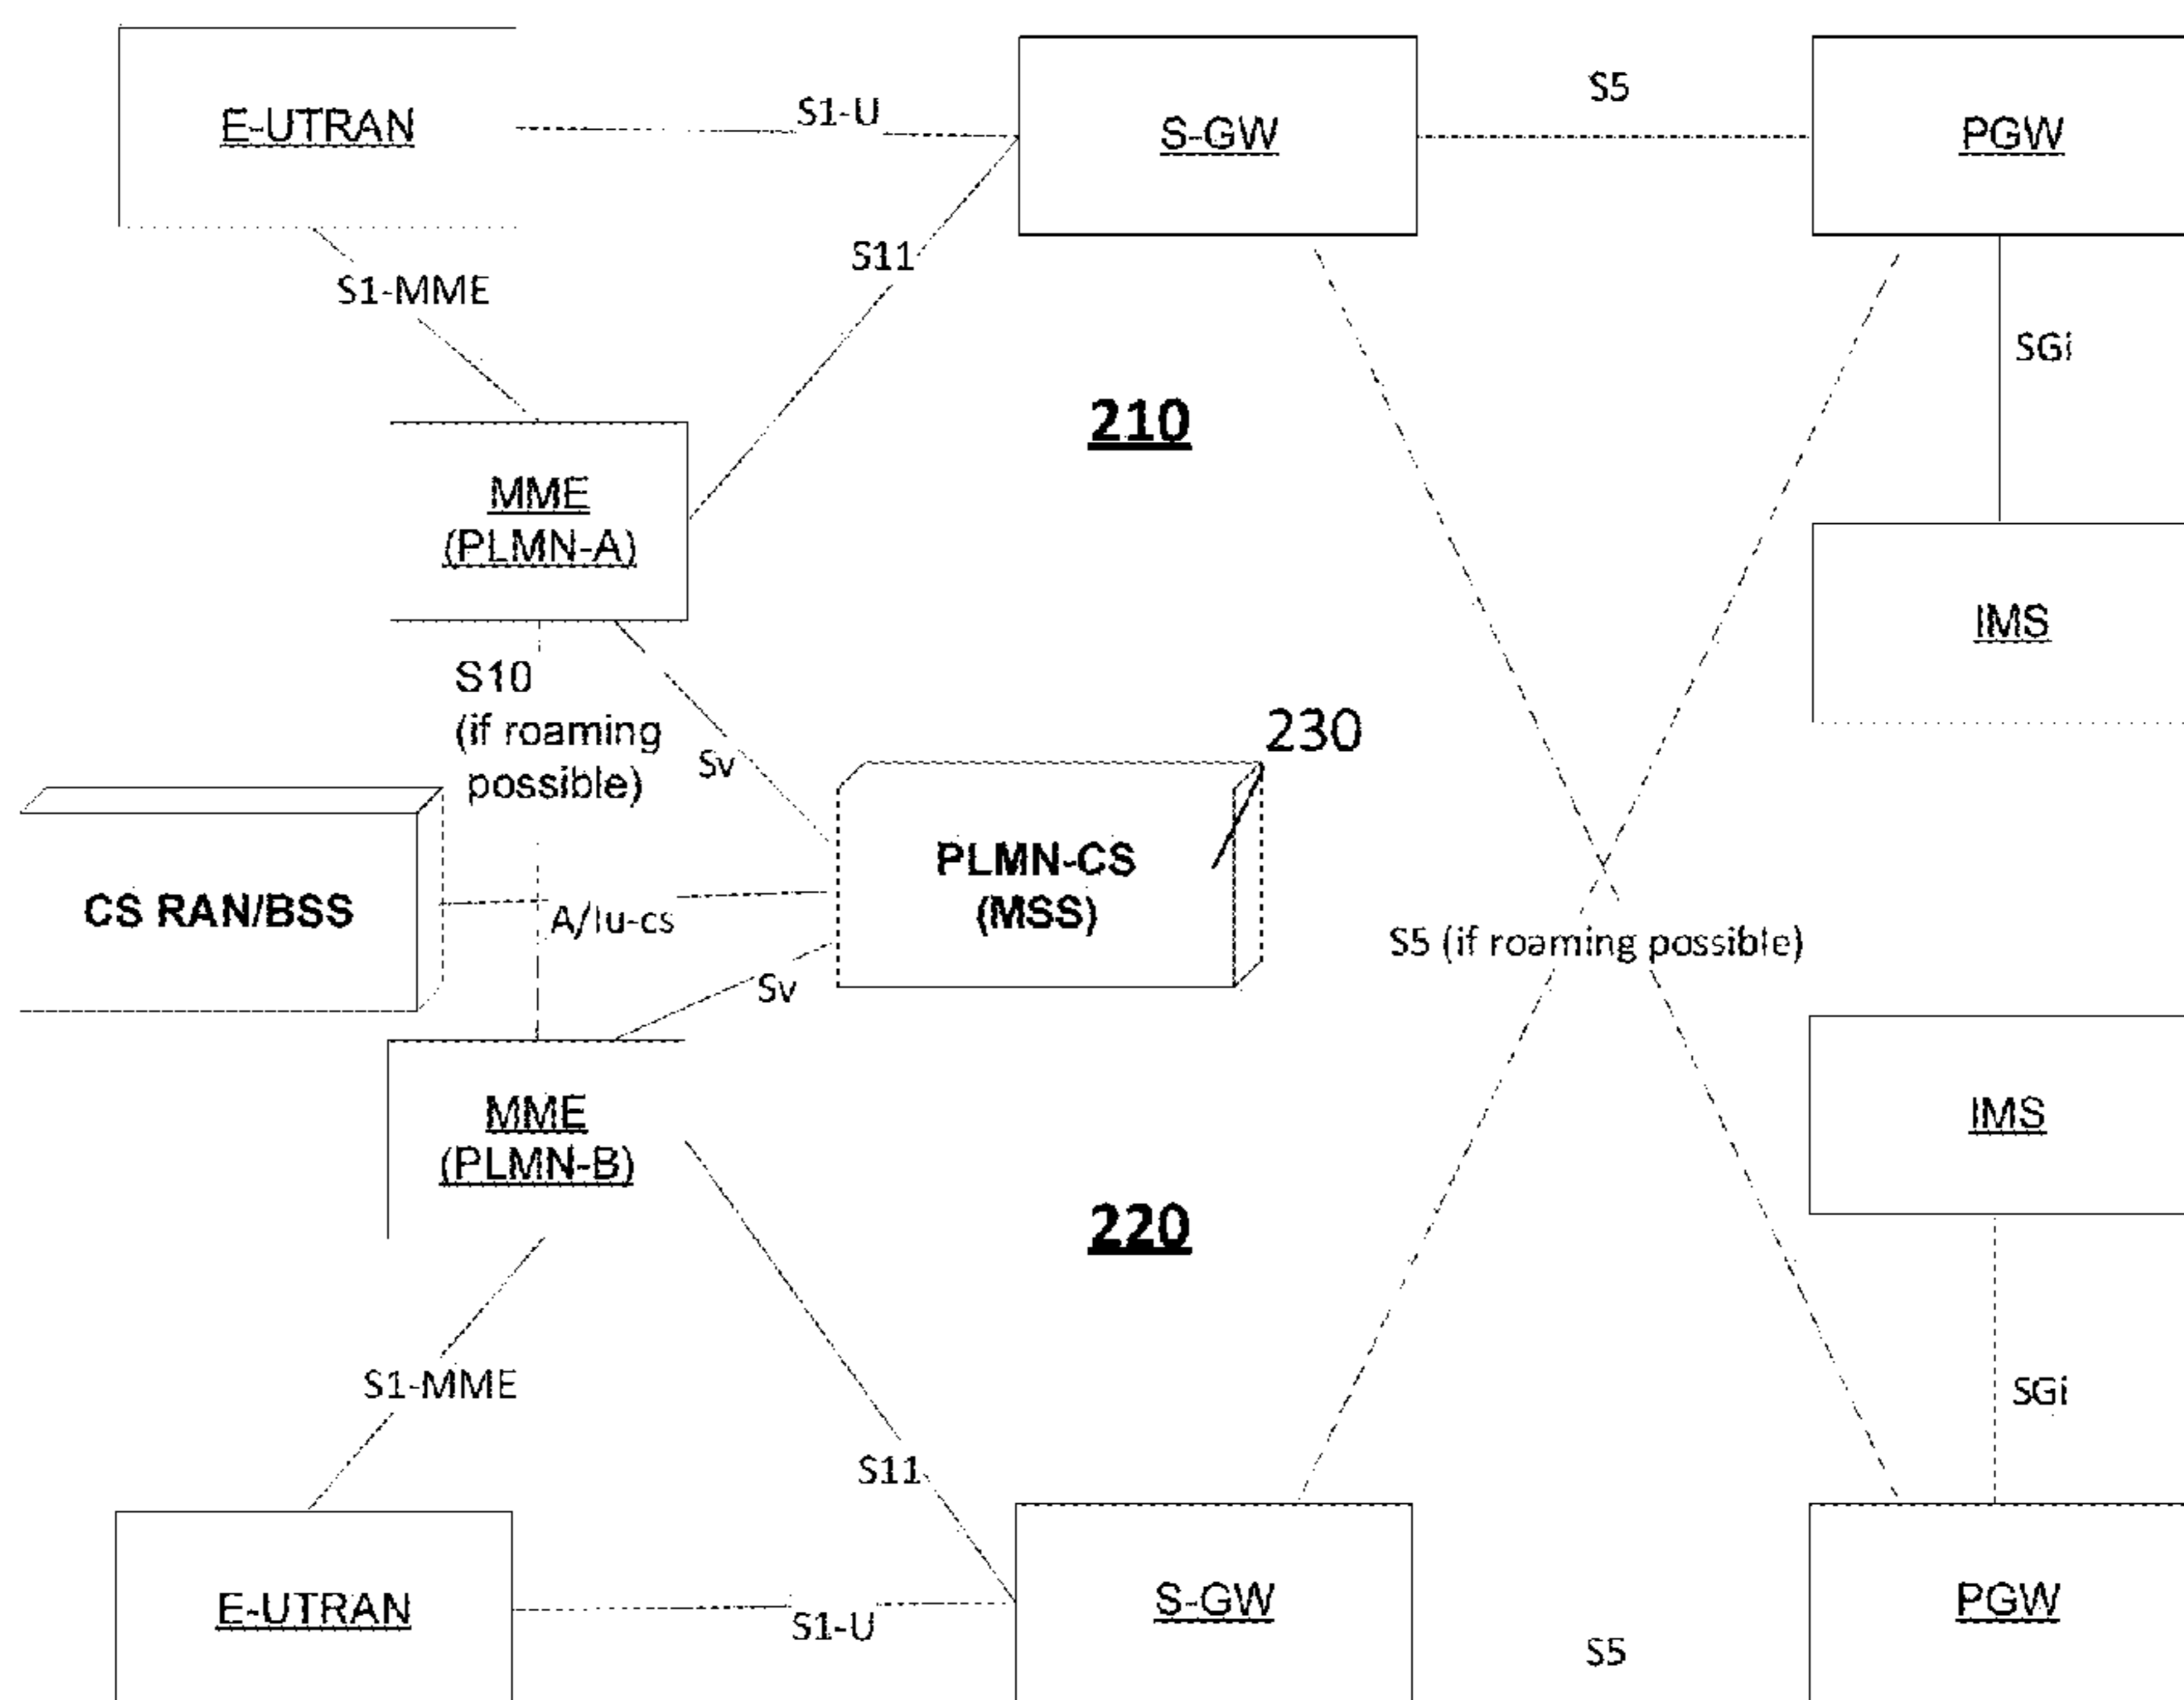 E-UTRAN
S1-U
S-GW
S5
PGW
S1-MME
S11
SGi
210
MME
(PLMN-A)
IMS
S10
(if roaming
possible)
Sv
230
CS RAN/BSS
A/Iu-cs
PLMN-CS
(MSS)
S5 (if roaming possible)
Sv
MME
(PLMN-B)
IMS
220
S1-MME
SGi
S11
E-UTRAN
S1-U
S-GW
S5
PGW